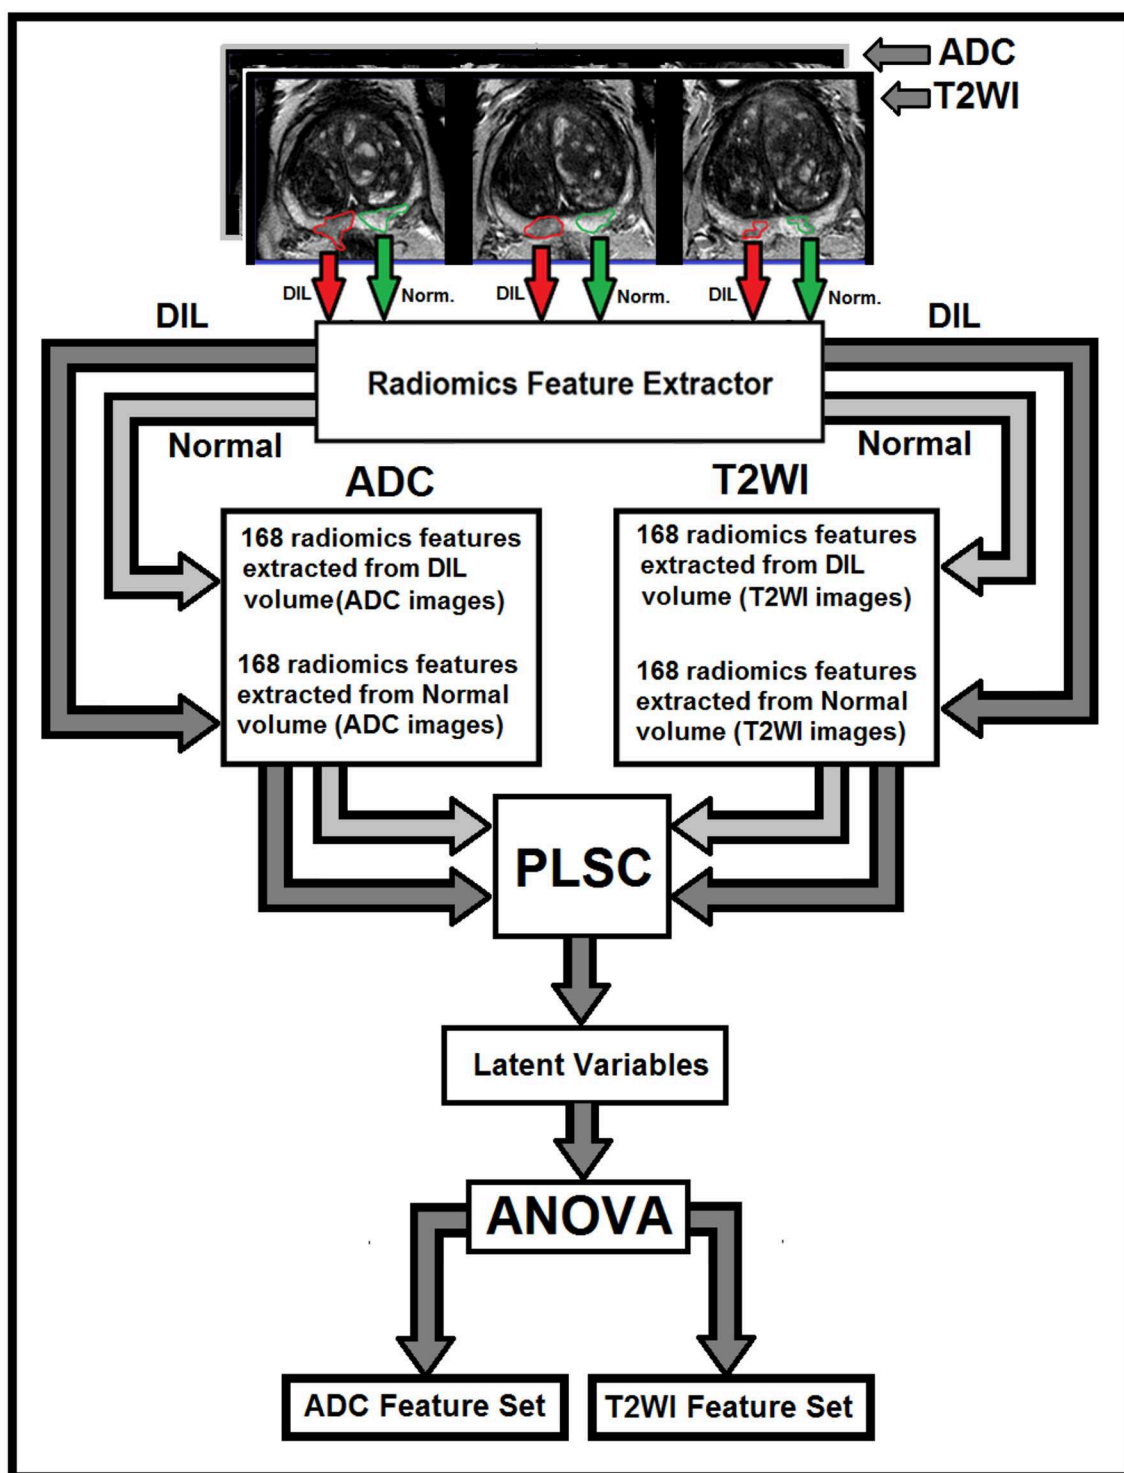 ADC
T2WI
DIL
Norm.
DIL
Norm.
DIL
Norm.
DIL
DIL
Radiomics Feature Extractor
Normal
Normal
ADC
T2WI
168 radiomics features
extracted from DIL
volume(ADC images)
168 radiomics features
extracted from Normal
volume (ADC images)
168 radiomics features
extracted from DIL
volume (T2WI images)
168 radiomics features
extracted from Normal
volume (T2WI images)
PLSC
Latent Variables
ANOVA
ADC Feature Set
T2WI Feature Set